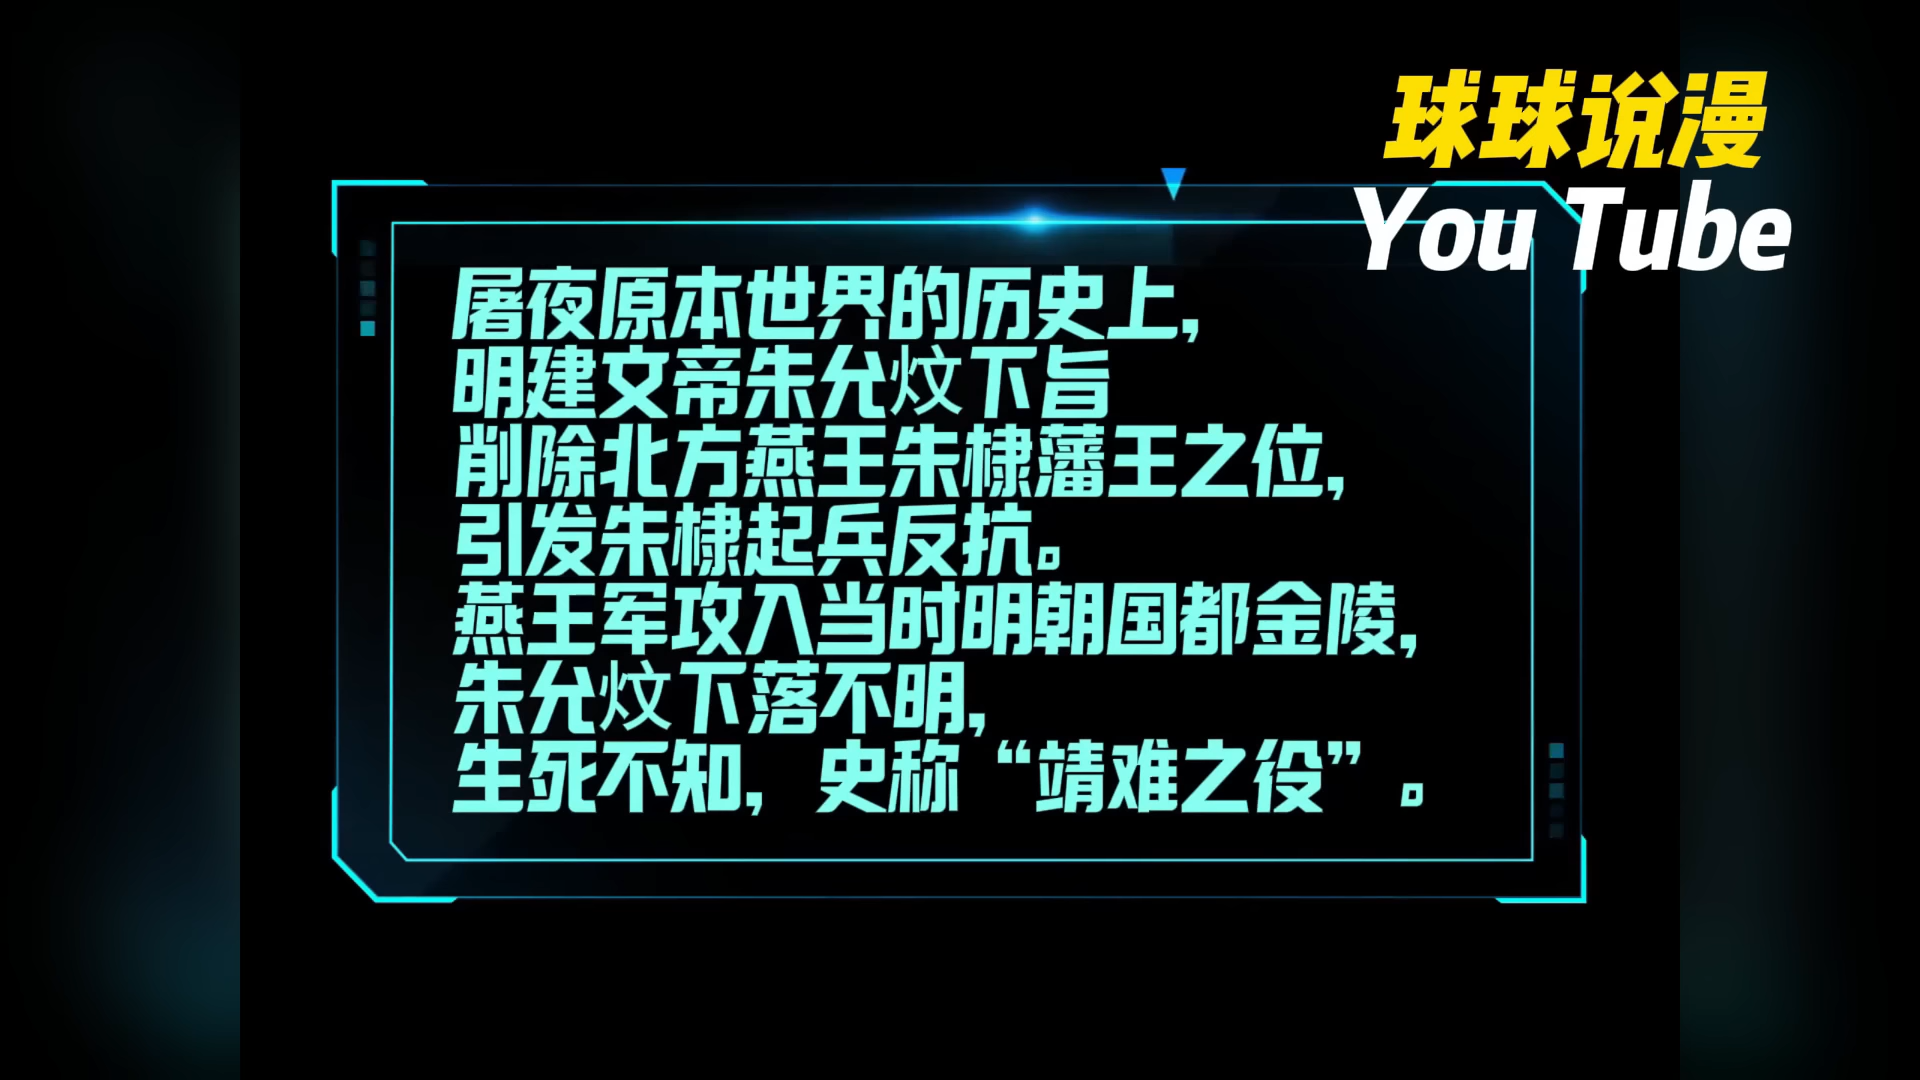 球球说漫
YouTube
屠夜原本世界的历史上，
明建文帝朱允炆下旨
削除北方燕王朱棣藩王之位，
引发朱棣起兵反抗。
燕王军攻入当时明朝国都金陵，
朱允炆下落不明，
生死不知，史称“靖难之役”。